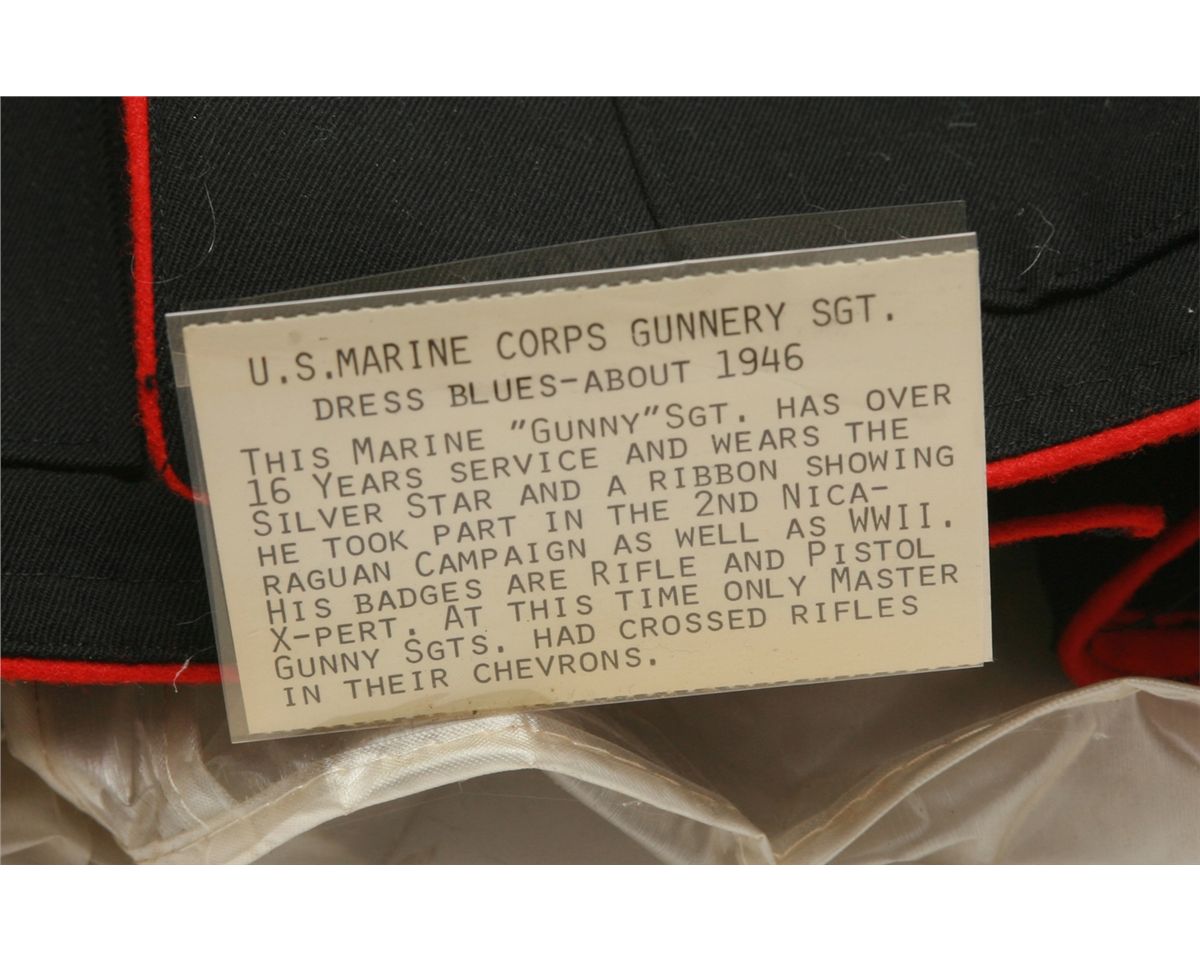 U.S.MARINE CORPS GUNNERY SGT.
DRESS BLUES-ABOUT 1946
THIS MARINE "GUNNY"SGT. HAS OVER
16 YEARS SERVICE AND WEARS THE
SILVER STAR AND A RIBBON SHOWING
HE TOOK PART IN THE 2ND NICA-
RAGUAN CAMPAIGN AS WELL AS WWII.
HIS BADGES ARE RIFLE AND PISTOL
X-PERT. AT THIS TIME ONLY MASTER
GUNNY SGTS. HAD CROSSED RIFLES
IN THEIR CHEVRONS.